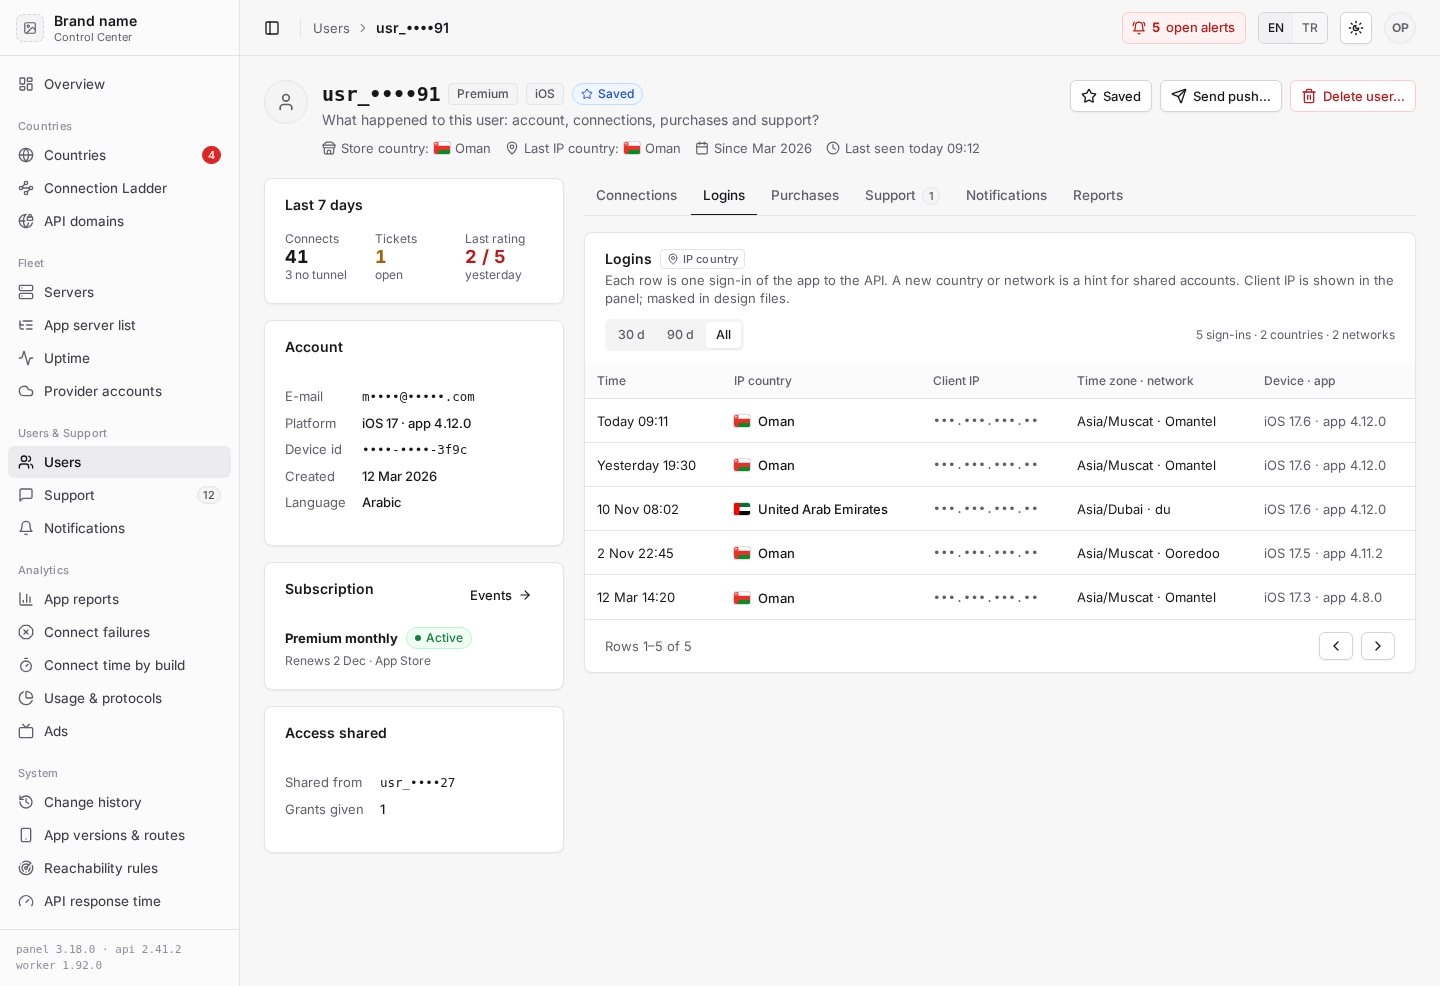 Brand name
Control Center
Overview
Countries
Countries 4
Connection Ladder
API domains
Fleet
Servers
App server list
Uptime
Provider accounts
Users & Support
Users
Support 12
Notifications
Analytics
App reports
Connect failures
Connect time by build
Usage & protocols
Ads
System
Change history
App versions & routes
Reachability rules
API response time
panel 3.18.0 · api 2.41.2
worker 1.92.0
Users > usr_••••91
5 open alerts
EN TR
OP
usr_••••91 Premium iOS Saved
What happened to this user: account, connections, purchases and support?
Store country: Oman Last IP country: Oman Since Mar 2026 Last seen today 09:12
Saved Send push... Delete user...
Last 7 days
Connects Tickets Last rating
41 1 2 / 5
3 no tunnel open yesterday
Account
E-mail m••••@•••••.com
Platform iOS 17 · app 4.12.0
Device id ••••-••••-3f9c
Created 12 Mar 2026
Language Arabic
Subscription Events →
Premium monthly Active
Renews 2 Dec · App Store
Access shared
Shared from usr_••••27
Grants given 1
Connections Logins Purchases Support 1 Notifications Reports
Logins IP country
Each row is one sign-in of the app to the API. A new country or network is a hint for shared accounts. Client IP is shown in the
panel; masked in design files.
30 d 90 d All
5 sign-ins · 2 countries · 2 networks
Time IP country Client IP Time zone · network Device · app
Today 09:11 Oman •••.•••.•••.•• Asia/Muscat · Omantel iOS 17.6 · app 4.12.0
Yesterday 19:30 Oman •••.•••.•••.•• Asia/Muscat · Omantel iOS 17.6 · app 4.12.0
10 Nov 08:02 United Arab Emirates •••.•••.•••.•• Asia/Dubai · du iOS 17.6 · app 4.12.0
2 Nov 22:45 Oman •••.•••.•••.•• Asia/Muscat · Ooredoo iOS 17.5 · app 4.11.2
12 Mar 14:20 Oman •••.•••.•••.•• Asia/Muscat · Omantel iOS 17.3 · app 4.8.0
Rows 1–5 of 5